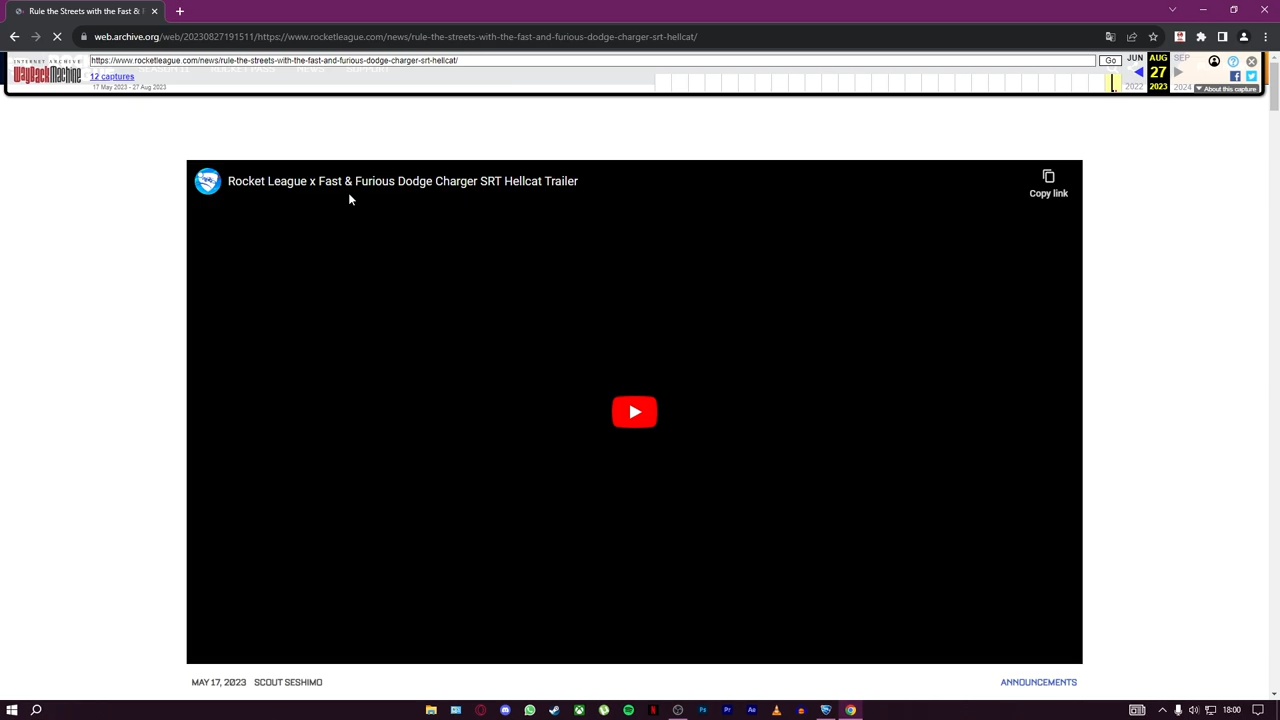 Rule the Streets with the Fast & F
web.archive.org/web/20230827191511/https://www.rocketleague.com/news/rule-the-streets-with-the-fast-and-furious-dodge-charger-srt-hellcat/
INTERNET ARCHIVE
WayBackMachine
https://www.rocketleague.com/news/rule-the-streets-with-the-fast-and-furious-dodge-charger-srt-hellcat/
Go
JUN AUG SEP
12 captures
27
17 May 2023 - 27 Aug 2023
2022 2023 2024
About this capture
Rocket League x Fast & Furious Dodge Charger SRT Hellcat Trailer
Copy link
MAY 17, 2023 SCOUT SESHIMO
ANNOUNCEMENTS
18:00